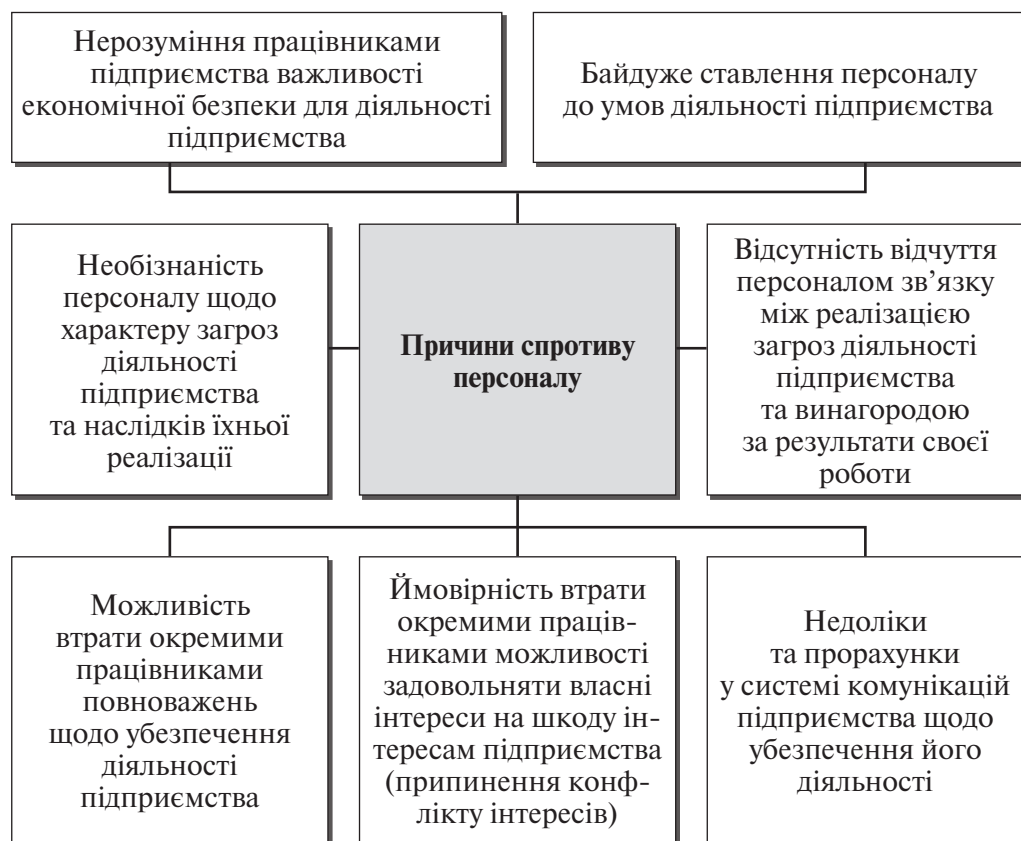 Нерозуміння працівниками
підприємства важливості
економічної безпеки для діяльності
підприємства
Байдуже ставлення персоналу
до умов діяльності підприємства
Необізнаність
персоналу щодо
характеру загроз
діяльності
підприємства
та наслідків їхньої
реалізації
Причини спротиву
персоналу
Відсутність відчуття
персоналом зв’язку
між реалізацією
загроз діяльності
підприємства
та винагородою
за результати своєї
роботи
Можливість
втрати окремими
працівниками
повноважень
щодо убезпечення
діяльності
підприємства
Ймовірність втрати
окремими праців-
никами можливості
задовольняти власні
інтереси на шкоду ін-
тересам підприємства
(припинення конф-
лікту інтересів)
Недоліки
та прорахунки
у системі комунікацій
підприємства щодо
убезпечення його
діяльності